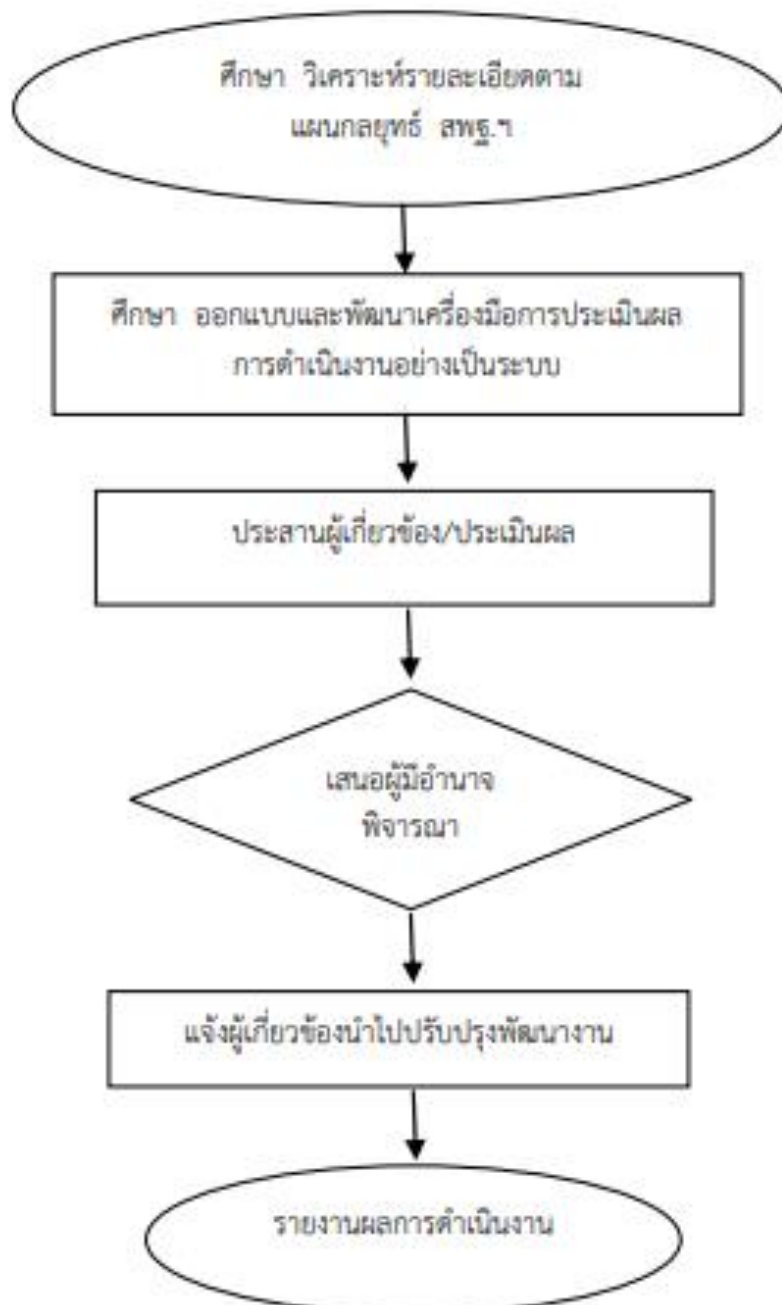 ศึกษา วิเคราะห์รายละเอียดตาม
แผนกลยุทธ์ สพฐ.ฯ
ศึกษา ออกแบบและพัฒนาเครื่องมือการประเมินผล
การดำเนินงานอย่างเป็นระบบ
ประสานผู้เกี่ยวข้อง/ประเมินผล
เสนอผู้มีอำนาจ
พิจารณา
แจ้งผู้เกี่ยวข้องนำไปปรับปรุงพัฒนางาน
รายงานผลการดำเนินงาน